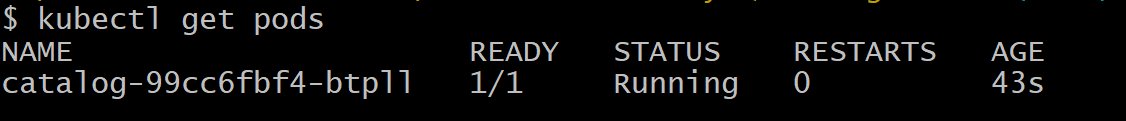 $ kubectl get pods
NAME READY STATUS RESTARTS AGE
catalog-99cc6fbf4-btpll 1/1 Running 0 43s